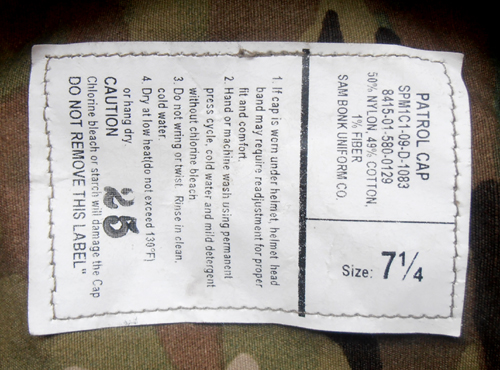 PATROL CAP
SPM1C1-09-D-1083
8415-01-580-0129
50% NYLON, 49% COTTON,
1% FIBER
SAM BONK UNIFORM CO.
Size: 7 1/4
1. If cap is worn under helmet, helmet head
band may require readjustment for proper
fit and comfort.
2. Hand or machine wash using permanent
press cycle, cold water and mild detergent
without chlorine bleach
3. Do not wring or twist. Rinse in clean,
cold water.
4. Dry at low heat(do not exceed 130°F)
or hang dry.
CAUTION
Chlorine bleach or starch will damage the Cap
DO NOT REMOVE THIS LABEL"
25